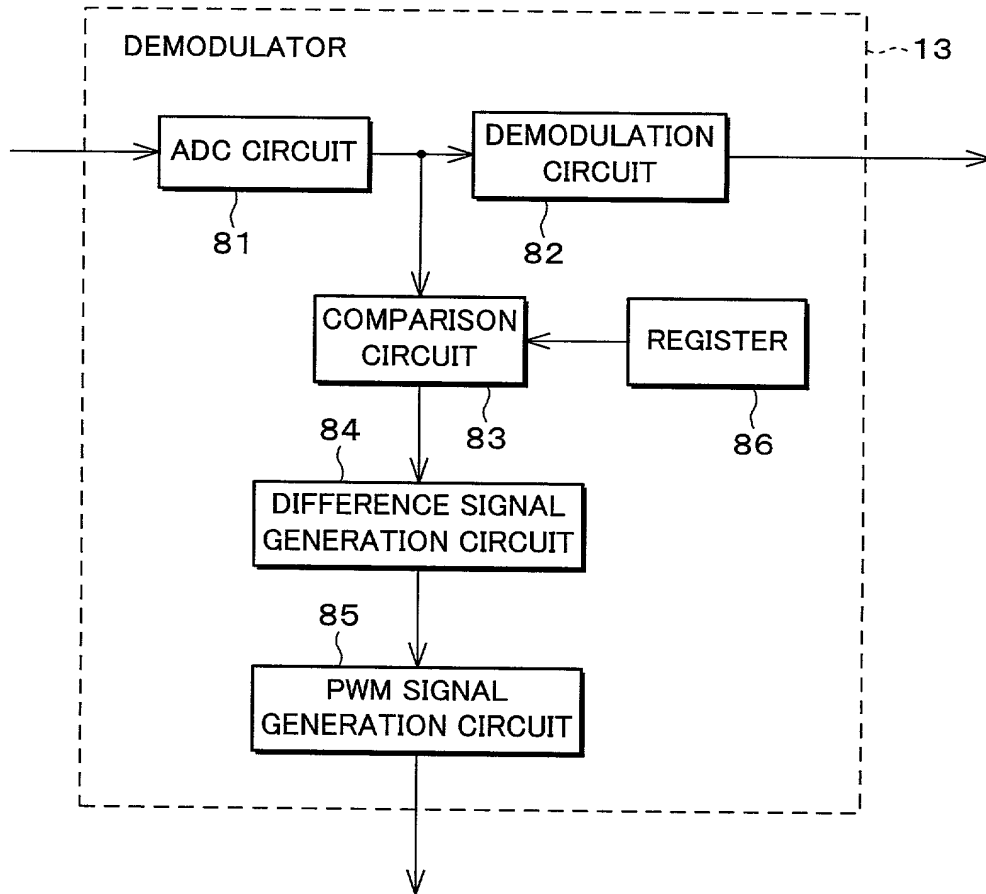 DEMODULATOR
13
ADC CIRCUIT
81
DEMODULATION
CIRCUIT
82
COMPARISON
CIRCUIT
83
REGISTER
86
84
DIFFERENCE SIGNAL
GENERATION CIRCUIT
85
PWM SIGNAL
GENERATION CIRCUIT